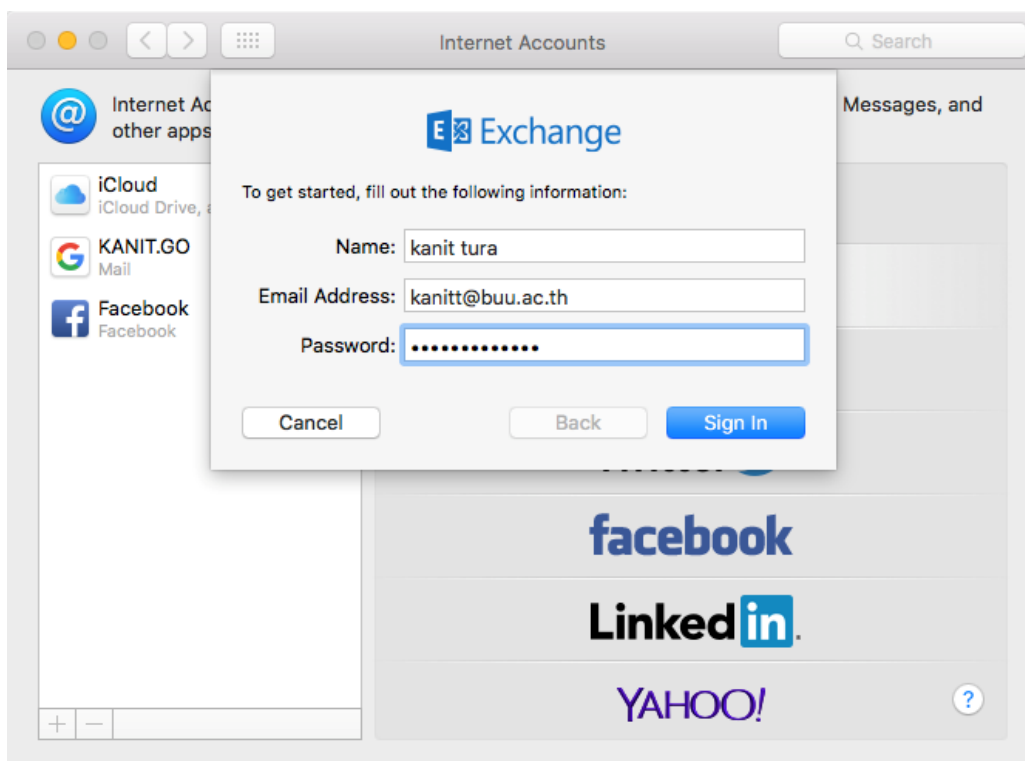 Internet Accounts
Search
Internet Ac
other apps
Messages, and
iCloud
iCloud Drive, a
KANIT.GO
Mail
Facebook
Facebook
E Exchange
To get started, fill out the following information:
Name: kanit tura
Email Address: kanitt@buu.ac.th
Password: •••••••••••••
Cancel
Back
Sign In
facebook
Linked in.
YAHOO!
?